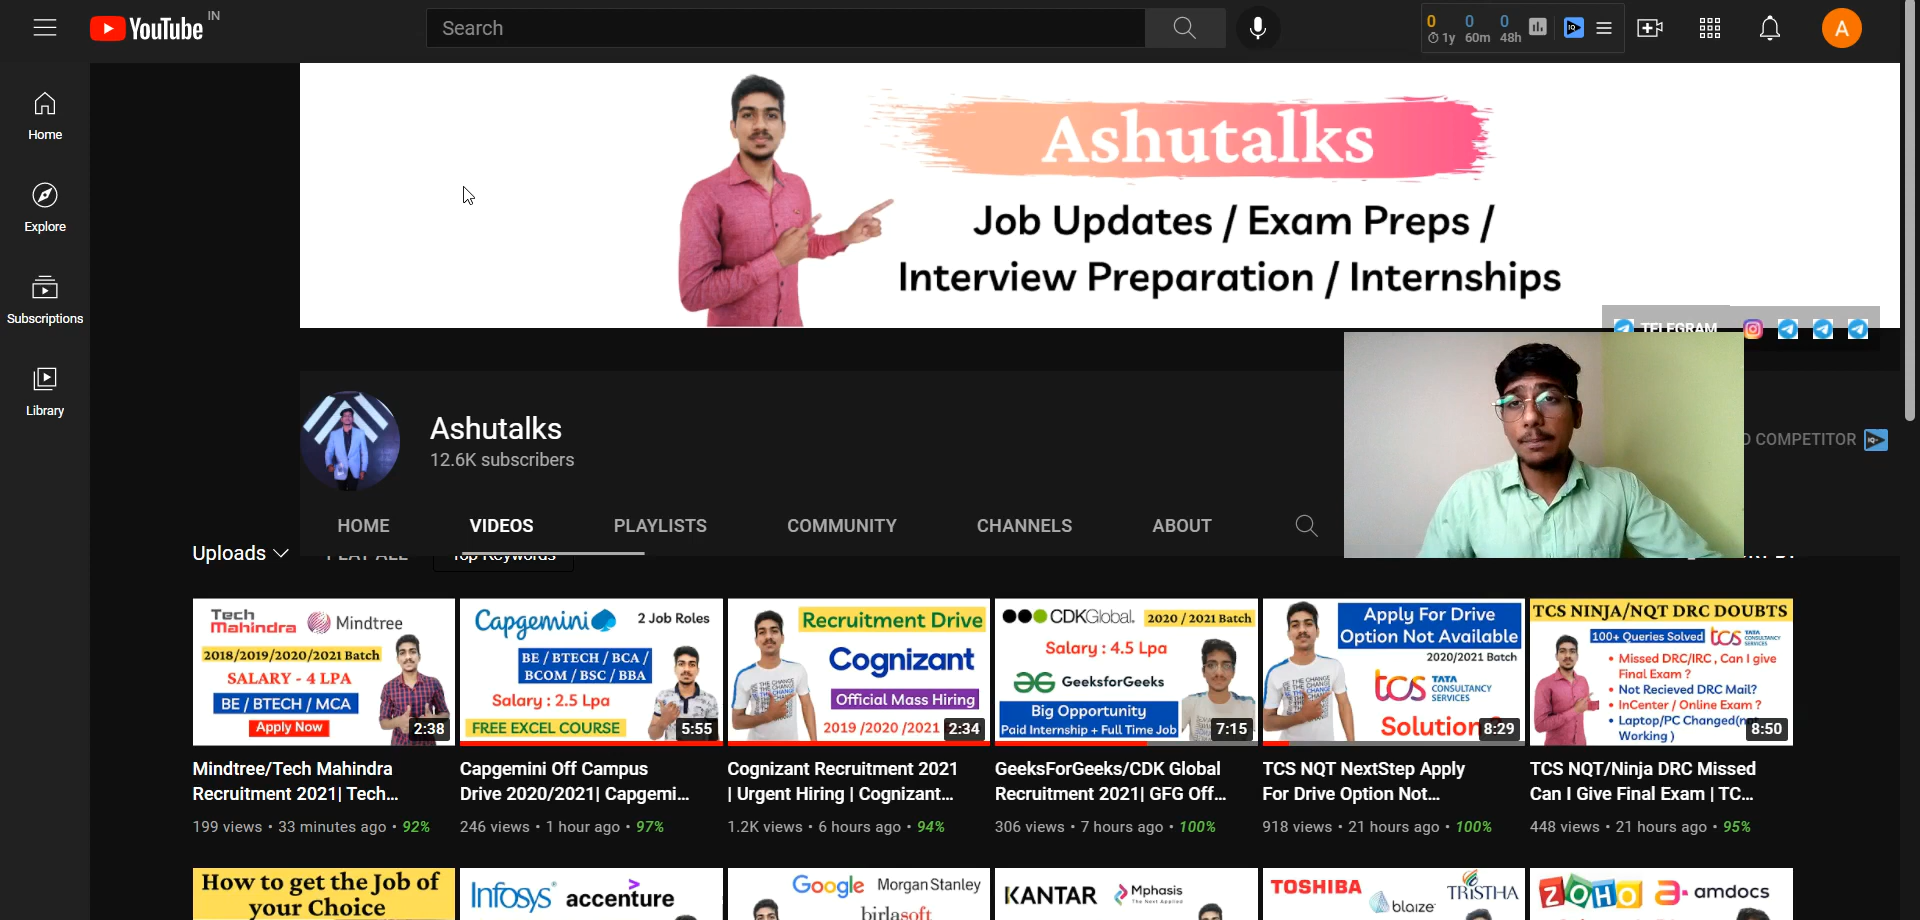 YouTube IN
Search
0 0 0
1y 60m 48h
A
Home
Explore
Subscriptions
Library
Ashutalks
Job Updates / Exam Preps /
Interview Preparation / Internships
TELEGRAM
Ashutalks
12.6K subscribers
COMPETITOR
HOME VIDEOS PLAYLISTS COMMUNITY CHANNELS ABOUT
Uploads PLAY ALL Top Keywords
Tech Mahindra Mindtree
2018/2019/2020/2021 Batch
SALARY - 4 LPA
BE / BTECH / MCA
Apply Now
2:38
Mindtree/Tech Mahindra
Recruitment 2021| Tech...
199 views • 33 minutes ago • 92%
Capgemini 2 Job Roles
BE / BTECH / BCA /
BCOM / BSC / BBA
Salary : 2.5 Lpa
FREE EXCEL COURSE
5:55
Capgemini Off Campus
Drive 2020/2021| Capgemi...
246 views • 1 hour ago • 97%
Recruitment Drive
Cognizant
Official Mass Hiring
2019 /2020 /2021
2:34
Cognizant Recruitment 2021
| Urgent Hiring | Cognizant...
1.2K views • 6 hours ago • 94%
CDKGlobal. 2020 / 2021 Batch
Salary : 4.5 Lpa
GeeksforGeeks
Big Opportunity
Paid Internship + Full Time Job
7:15
GeeksForGeeks/CDK Global
Recruitment 2021| GFG Off...
306 views • 7 hours ago • 100%
Apply For Drive
Option Not Available
2020/2021 Batch
tcs TATA
CONSULTANCY
SERVICES
Solution
8:29
TCS NQT NextStep Apply
For Drive Option Not...
918 views • 21 hours ago • 100%
TCS NINJA/NQT DRC DOUBTS
100+ Queries Solved tcs TATA
CONSULTANCY
SERVICES
• Missed DRC/IRC , Can I give
Final Exam ?
• Not Recieved DRC Mail?
• InCenter / Online Exam ?
• Laptop/PC Changed(not
Working )
8:50
TCS NQT/Ninja DRC Missed
Can I Give Final Exam | TC...
448 views • 21 hours ago • 95%
How to get the Job of
your Choice
Infosys accenture
Google Morgan Stanley
birlasoft
KANTAR Mphasis
The Next Applied
TOSHIBA blaize TRISTHA
ZOHO a. amdocs